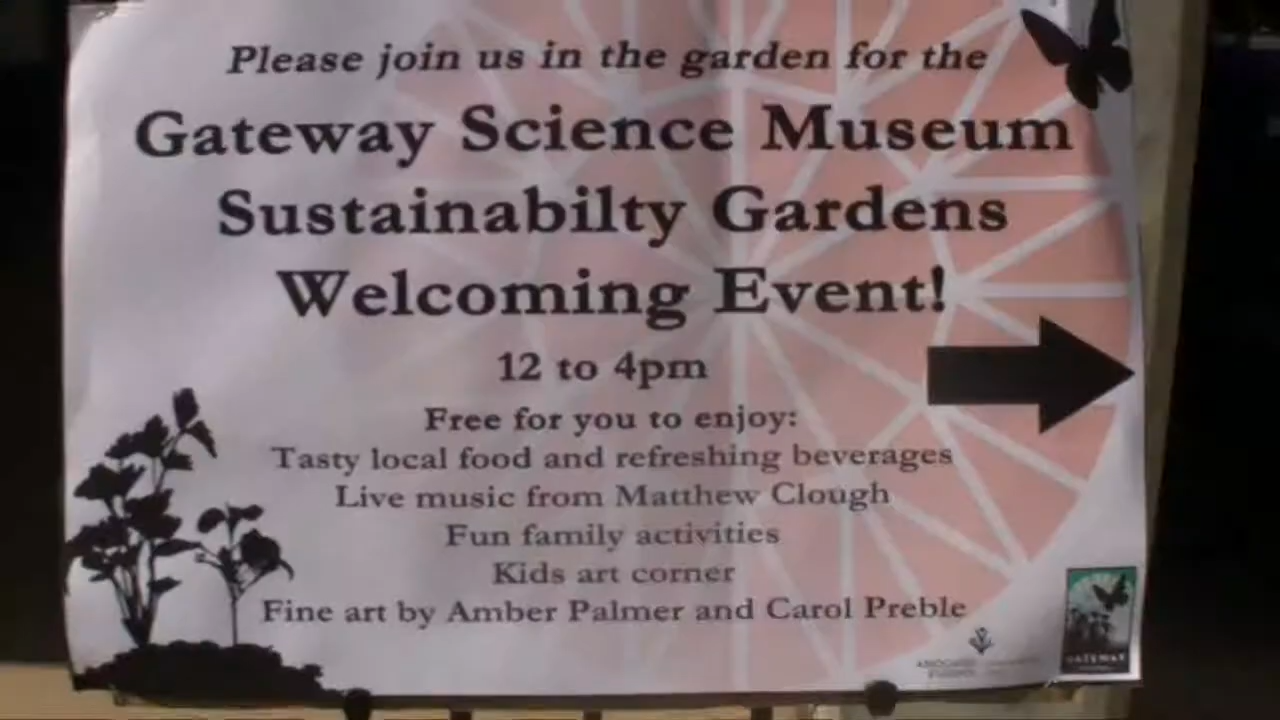 Please join us in the garden for the
Gateway Science Museum
Sustainabilty Gardens
Welcoming Event!
12 to 4pm
Free for you to enjoy:
Tasty local food and refreshing beverages
Live music from Matthew Clough
Fun family activities
Kids art corner
Fine art by Amber Palmer and Carol Preble
GATEWAY